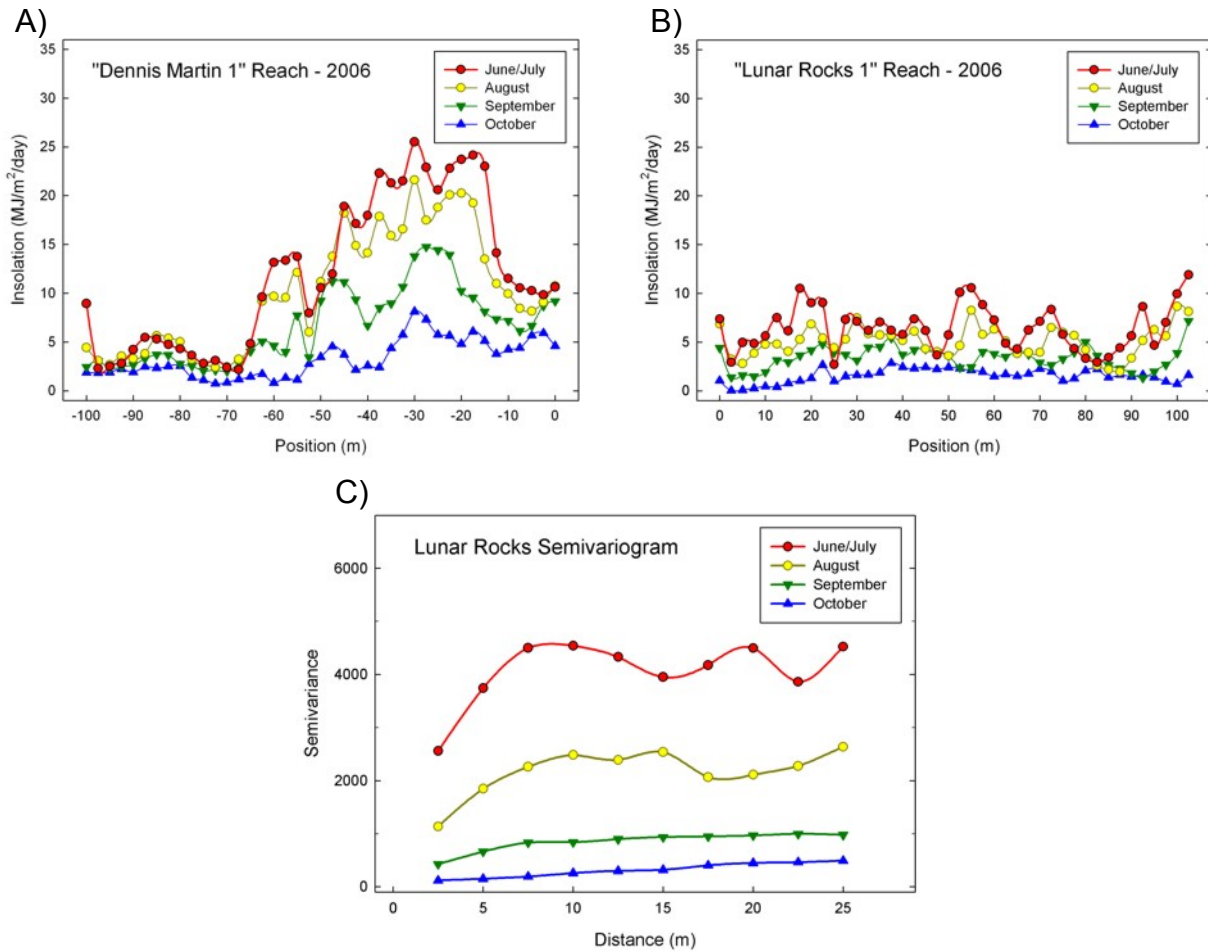 A)
"Dennis Martin 1" Reach - 2006
June/July
August
September
October
35
30
25
20
15
10
5
0
Insolation (MJ/m²/day)
-100 -90 -80 -70 -60 -50 -40 -30 -20 -10 0
Position (m)
B)
"Lunar Rocks 1" Reach - 2006
June/July
August
September
October
35
30
25
20
15
10
5
0
Insolation (MJ/m²/day)
0 10 20 30 40 50 60 70 80 90 100
Position (m)
C)
Lunar Rocks Semivariogram
June/July
August
September
October
6000
4000
2000
0
Semivariance
0 5 10 15 20 25
Distance (m)